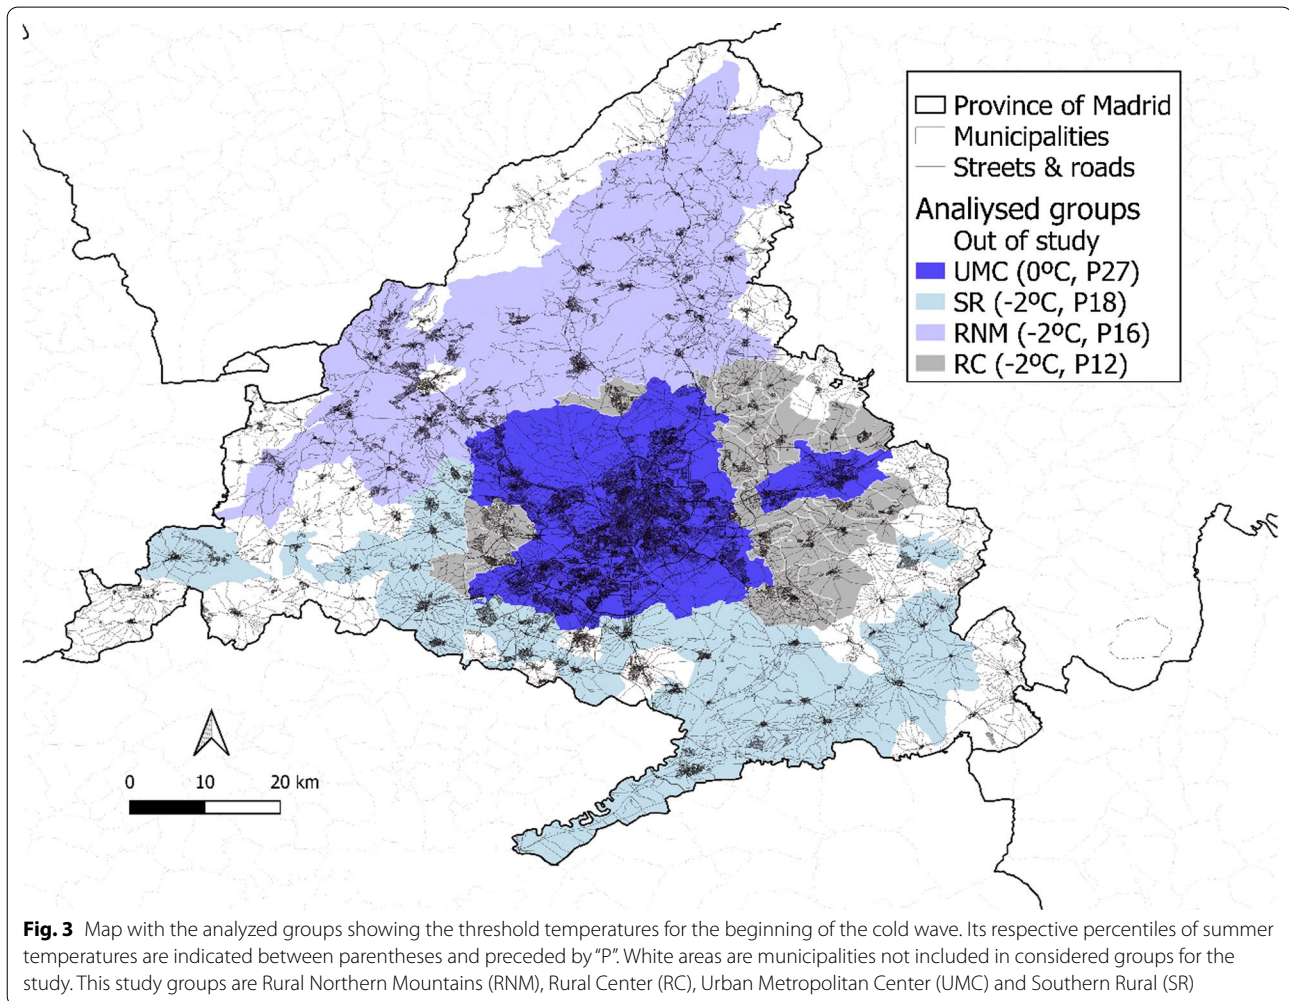 Province of Madrid
Municipalities
Streets & roads
Analiysed groups
Out of study
UMC (0ºC, P27)
SR (-2ºC, P18)
RNM (-2ºC, P16)
RC (-2ºC, P12)
0 10 20 km
Fig. 3 Map with the analyzed groups showing the threshold temperatures for the beginning of the cold wave. Its respective percentiles of summer
temperatures are indicated between parentheses and preceded by “P”. White areas are municipalities not included in considered groups for the
study. This study groups are Rural Northern Mountains (RNM), Rural Center (RC), Urban Metropolitan Center (UMC) and Southern Rural (SR)